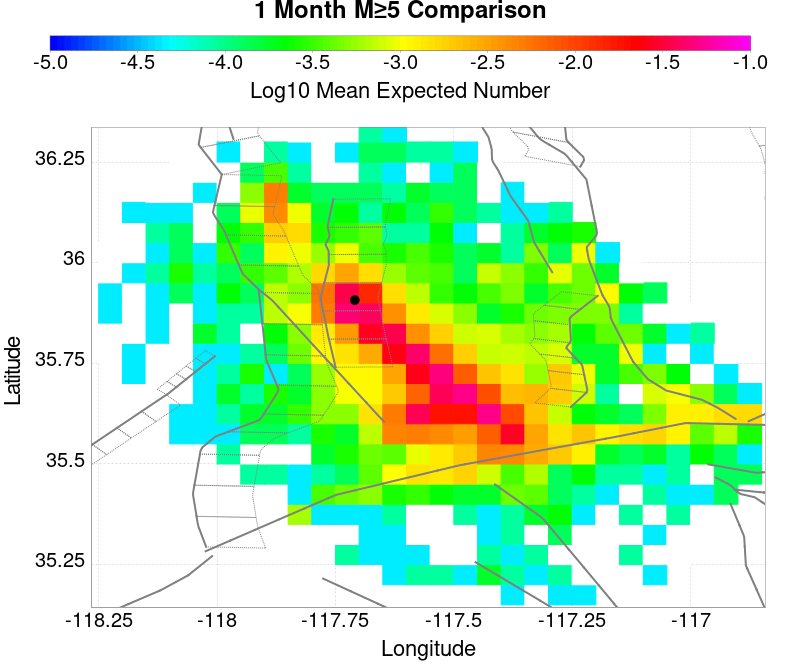 1 Month M≥5 Comparison
-5.0 -4.5 -4.0 -3.5 -3.0 -2.5 -2.0 -1.5 -1.0
Log10 Mean Expected Number
36.25
36
35.75
35.5
35.25
Latitude
-118.25 -118 -117.75 -117.5 -117.25 -117
Longitude